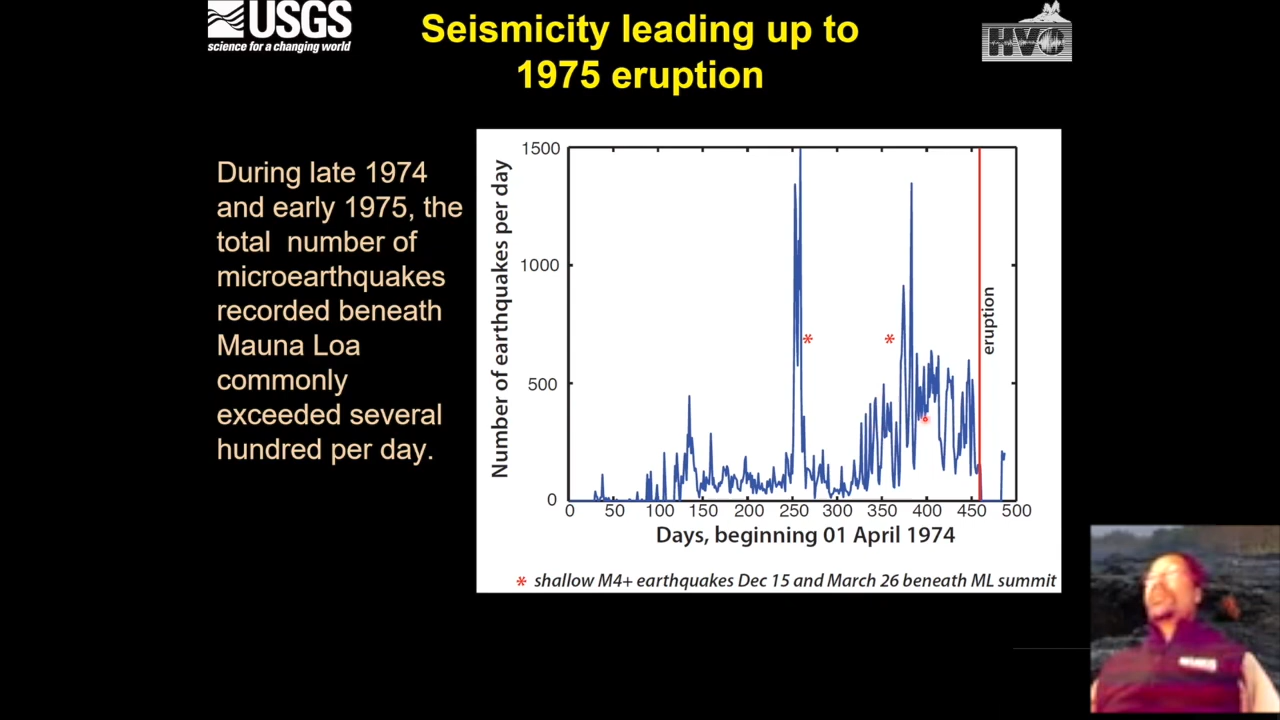 USGS
science for a changing world
Seismicity leading up to
1975 eruption
HVO
During late 1974
and early 1975, the
total number of
microearthquakes
recorded beneath
Mauna Loa
commonly
exceeded several
hundred per day.
Number of earthquakes per day
1500
1000
500
0
eruption
0 50 100 150 200 250 300 350 400 450 500
Days, beginning 01 April 1974
* shallow M4+ earthquakes Dec 15 and March 26 beneath ML summit